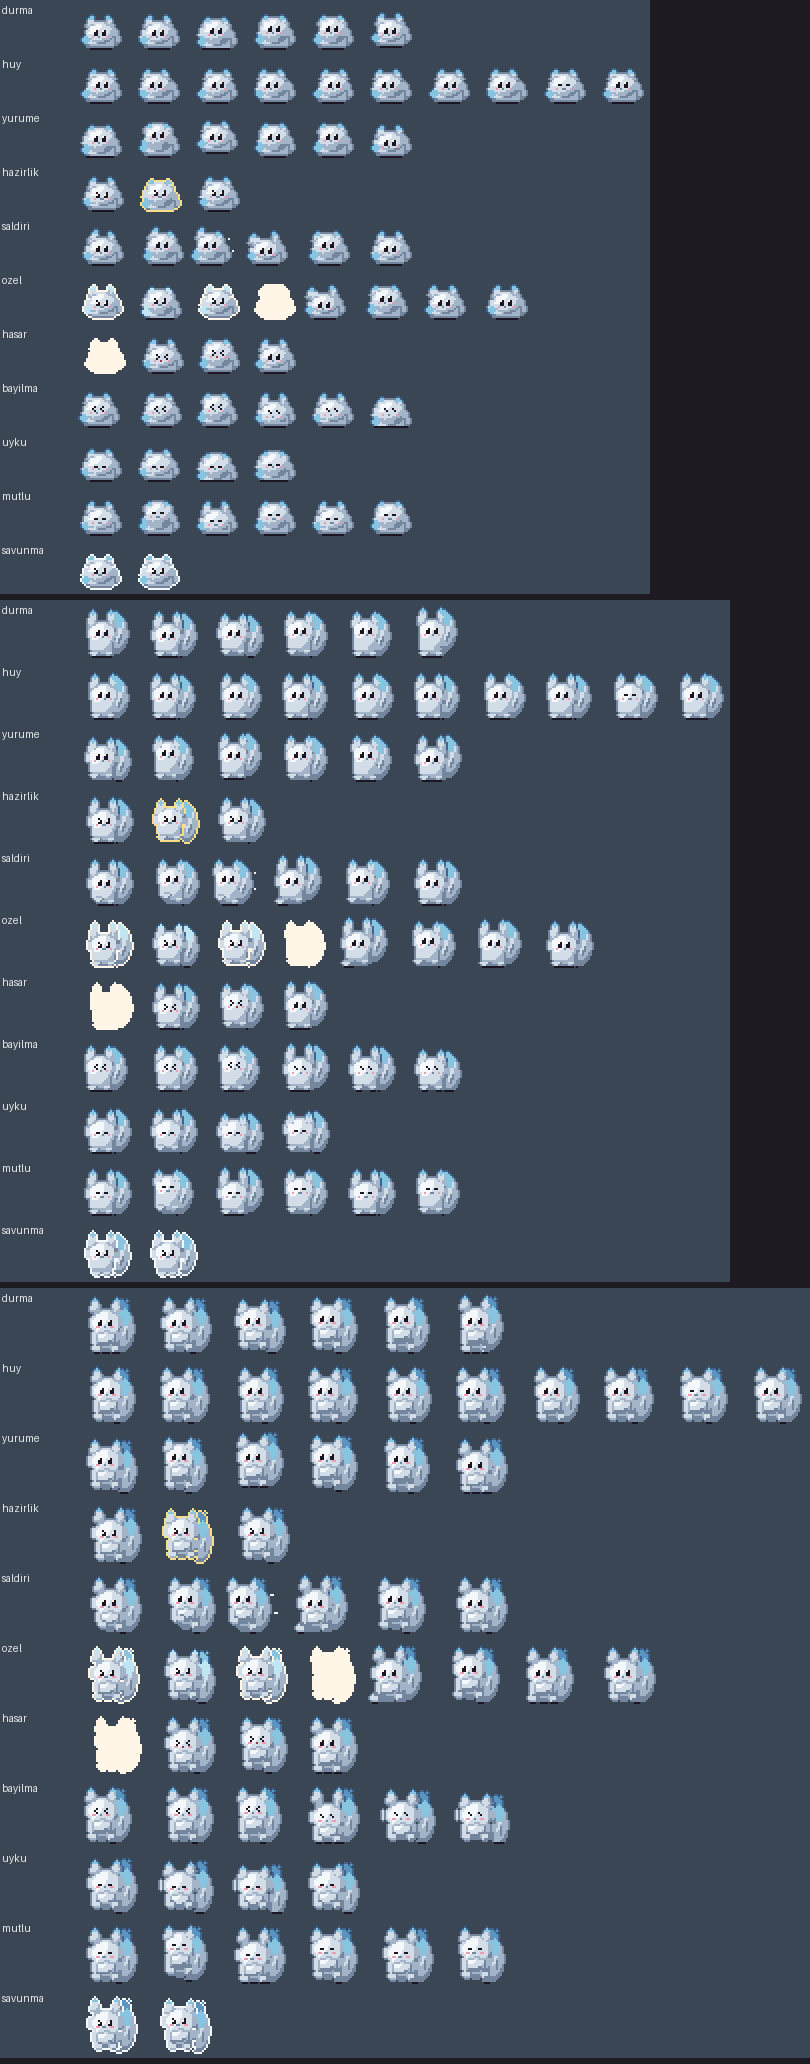 durma
huy
yurume
hazirlik
saldiri
ozel
hasar
bayilma
uyku
mutlu
savunma
durma
huy
yurume
hazirlik
saldiri
ozel
hasar
bayilma
uyku
mutlu
savunma
durma
huy
yurume
hazirlik
saldiri
ozel
hasar
bayilma
uyku
mutlu
savunma